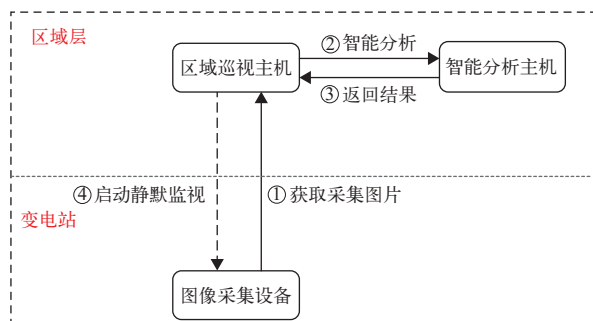 区域层
②智能分析
区域巡视主机
智能分析主机
③返回结果
④启动静默监视
①获取采集图片
变电站
图像采集设备